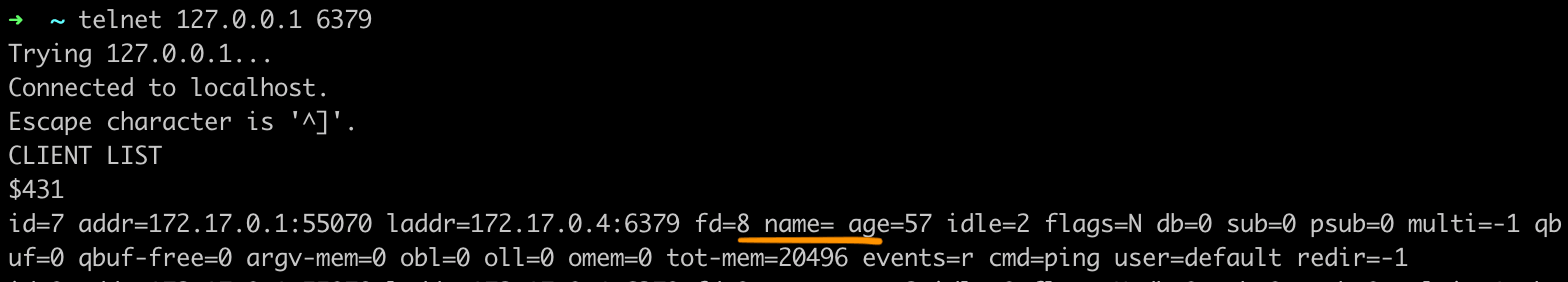 ➜ ~ telnet 127.0.0.1 6379
Trying 127.0.0.1...
Connected to localhost.
Escape character is '^]'.
CLIENT LIST
$431
id=7 addr=172.17.0.1:55070 laddr=172.17.0.4:6379 fd=8 name= age=57 idle=2 flags=N db=0 sub=0 psub=0 multi=-1 qb
uf=0 qbuf-free=0 argv-mem=0 obl=0 oll=0 omem=0 tot-mem=20496 events=r cmd=ping user=default redir=-1